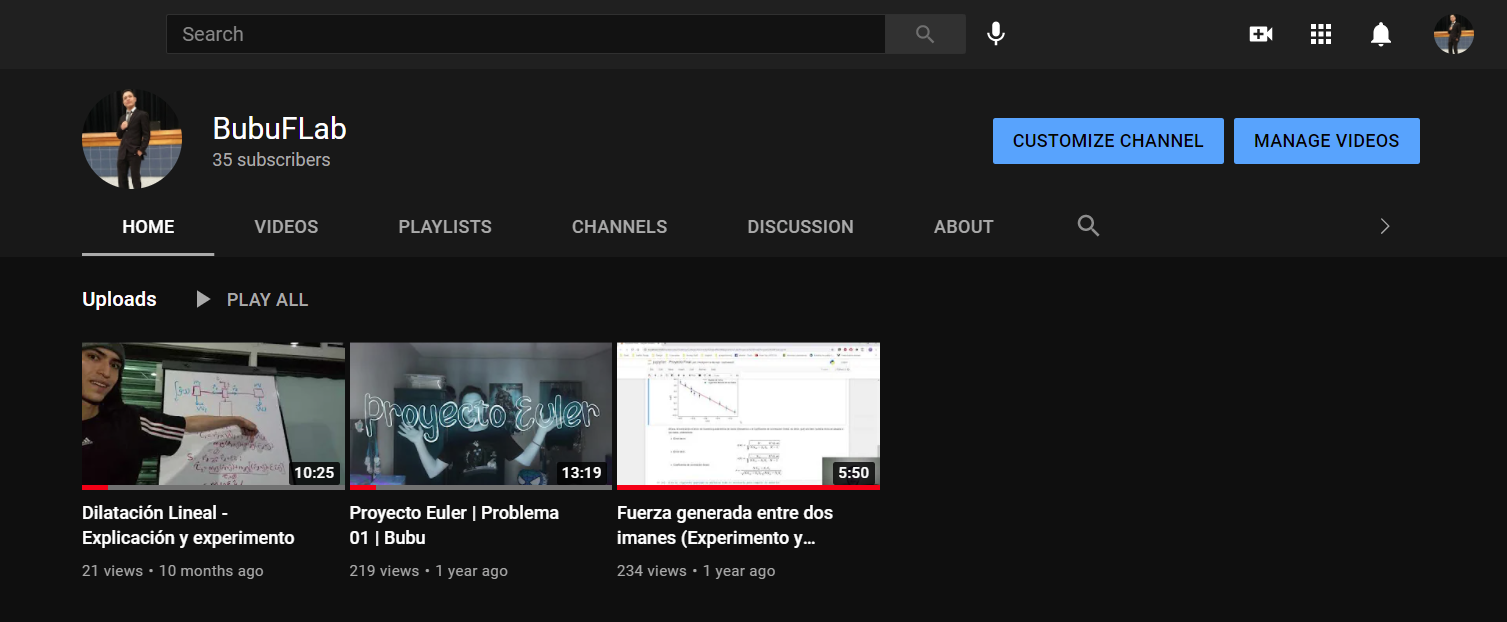 Search
BubuFLab
35 subscribers
CUSTOMIZE CHANNEL
MANAGE VIDEOS
HOME
VIDEOS
PLAYLISTS
CHANNELS
DISCUSSION
ABOUT
Uploads
PLAY ALL
10:25
Proyecto Euler
13:19
5:50
Dilatación Lineal -
Explicación y experimento
21 views • 10 months ago
Proyecto Euler | Problema
01 | Bubu
219 views • 1 year ago
Fuerza generada entre dos
imanes (Experimento y...
234 views • 1 year ago